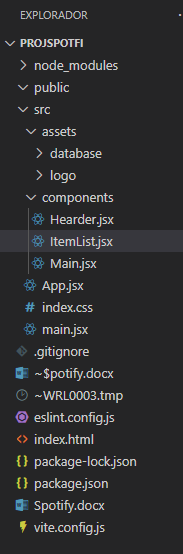 EXPLORADOR
PROJSPOTFI
node_modules
public
src
assets
database
logo
components
Hearder.jsx
ItemList.jsx
Main.jsx
App.jsx
index.css
main.jsx
.gitignore
~$potify.docx
~WRL0003.tmp
eslint.config.js
index.html
package-lock.json
package.json
Spotify.docx
vite.config.js